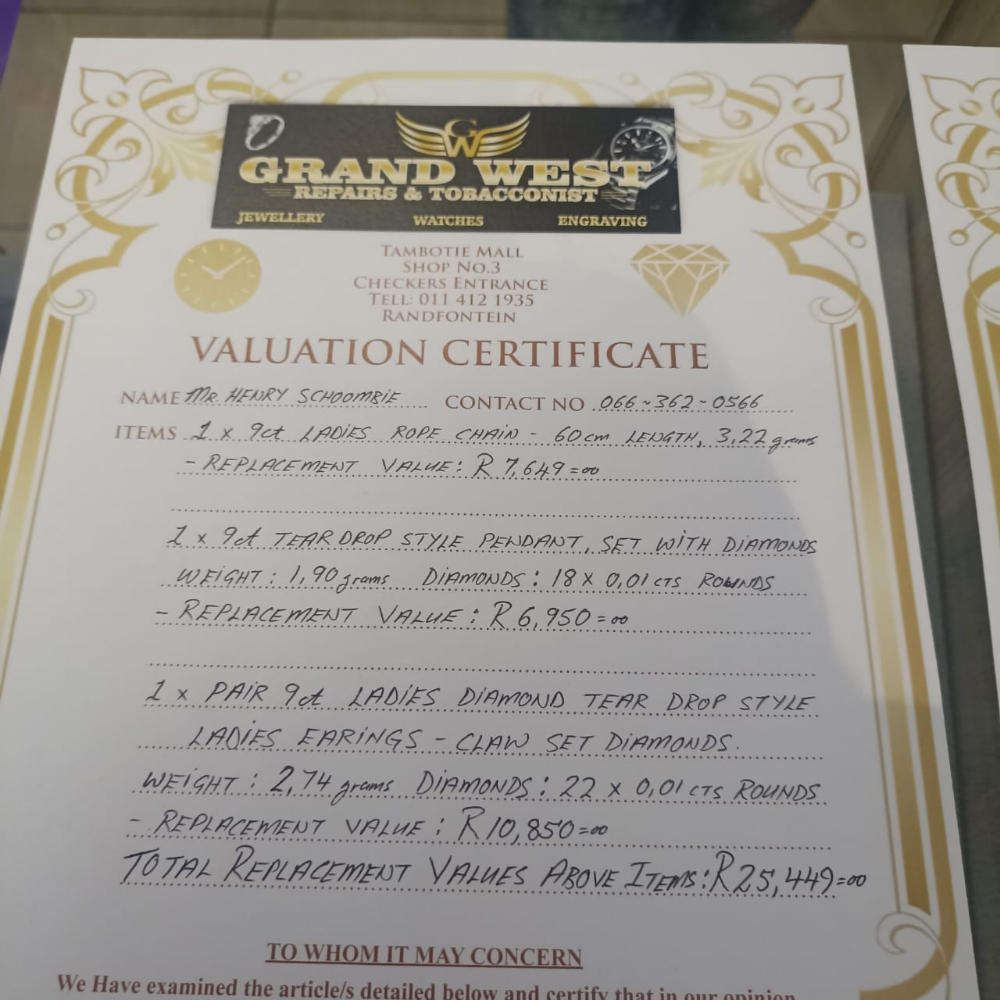 GW
GRAND WEST
REPAIRS & TOBACCONIST
JEWELLERY WATCHES ENGRAVING
TAMBOTIE MALL
SHOP NO.3
CHECKERS ENTRANCE
TELL: 011 412 1935
RANDFONTEIN
VALUATION CERTIFICATE
NAME MR HENRY SCHOOMBIE CONTACT NO 066-362-0566
ITEMS 1 x 9ct LADIES ROPE CHAIN - 60cm LENGTH, 3,22 grams
- REPLACEMENT VALUE: R 7,649=00
1 x 9ct TEAR DROP STYLE PENDANT, SET WITH DIAMONDS
WEIGHT: 1,90 grams DIAMONDS: 18 x 0,01 CTS ROUNDS
- REPLACEMENT VALUE: R 6,950=00
1 x PAIR 9ct LADIES DIAMOND TEAR DROP STYLE
LADIES EARINGS - CLAW SET DIAMONDS.
WEIGHT: 2,74 grams DIAMONDS: 22 x 0,01 CTS ROUNDS
- REPLACEMENT VALUE: R10,850=00
TOTAL REPLACEMENT VALUES ABOVE ITEMS: R25,449=00
TO WHOM IT MAY CONCERN
We Have examined the article/s detailed below and certify that in our opinion